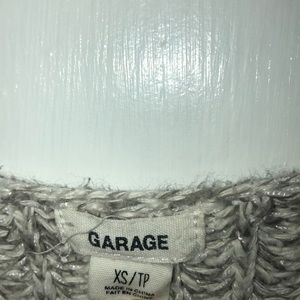 GARAGE
XS/TP
MADE IN CHINA
FAIT EN CHINE